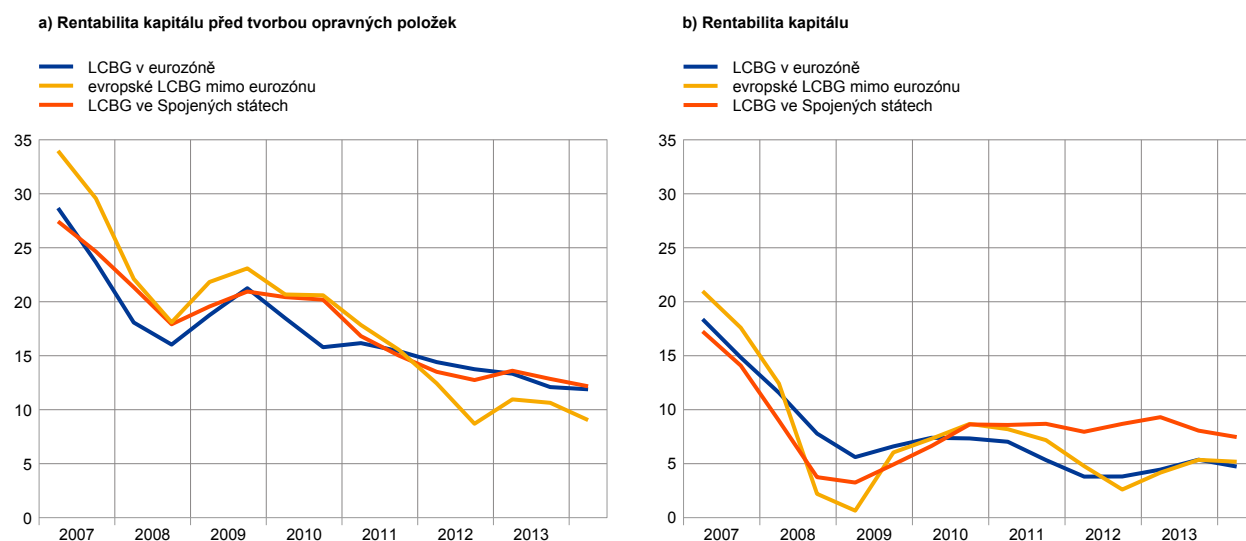 a) Rentabilita kapitálu před tvorbou opravných položek
LCBG v eurozóně
evropské LCBG mimo eurozónu
LCBG ve Spojených státech
35
30
25
20
15
10
5
0
2007 2008 2009 2010 2011 2012 2013
b) Rentabilita kapitálu
LCBG v eurozóně
evropské LCBG mimo eurozónu
LCBG ve Spojených státech
35
30
25
20
15
10
5
0
2007 2008 2009 2010 2011 2012 2013